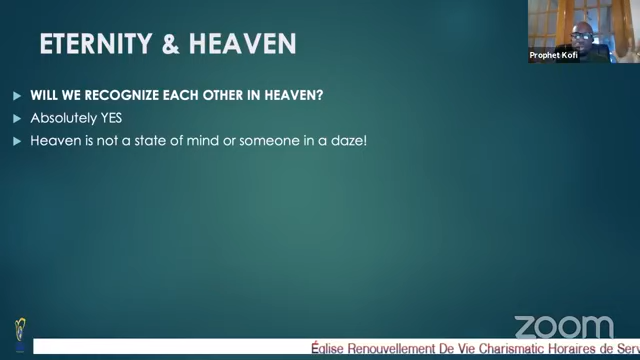 ETERNITY & HEAVEN
Prophet Kofi
WILL WE RECOGNIZE EACH OTHER IN HEAVEN?
Absolutely YES
Heaven is not a state of mind or someone in a daze!
zoom
Église Renouvellement De Vie Charismatic Horaires de Ser